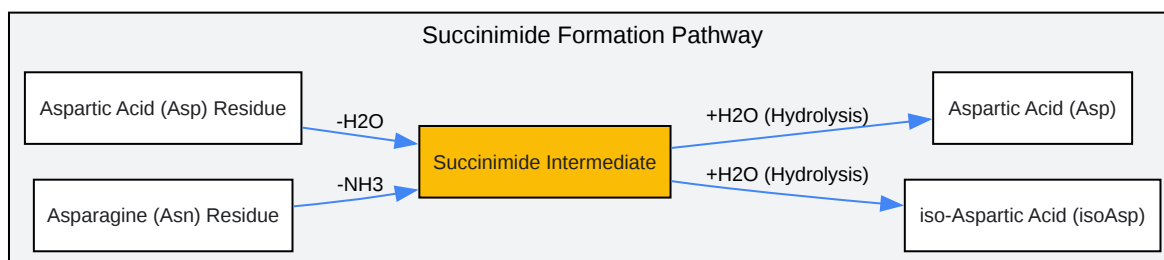 Succinimide Formation Pathway
Aspartic Acid (Asp) Residue
-H2O
+H2O (Hydrolysis)
Aspartic Acid (Asp)
Succinimide Intermediate
Asparagine (Asn) Residue
-NH3
+H2O (Hydrolysis)
iso-Aspartic Acid (isoAsp)